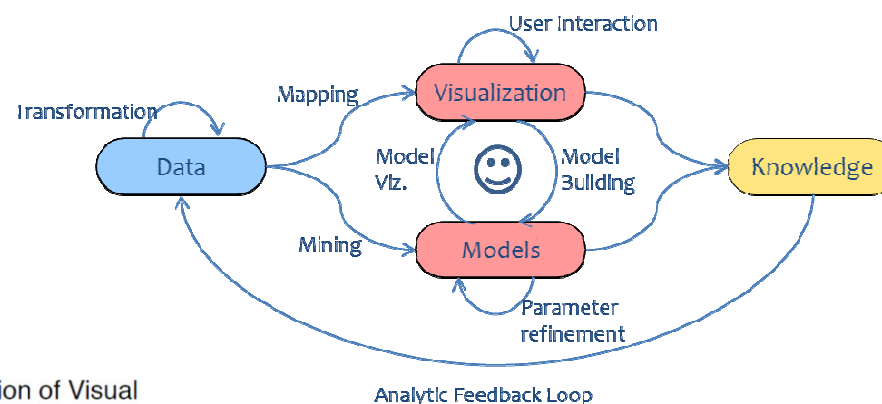 User Interaction
Mapping
Visualization
Transformation
Data
Model
Viz.
Model
Building
Knowledge
Mining
Models
Parameter
refinement
ion of Visual
Analytic Feedback Loop